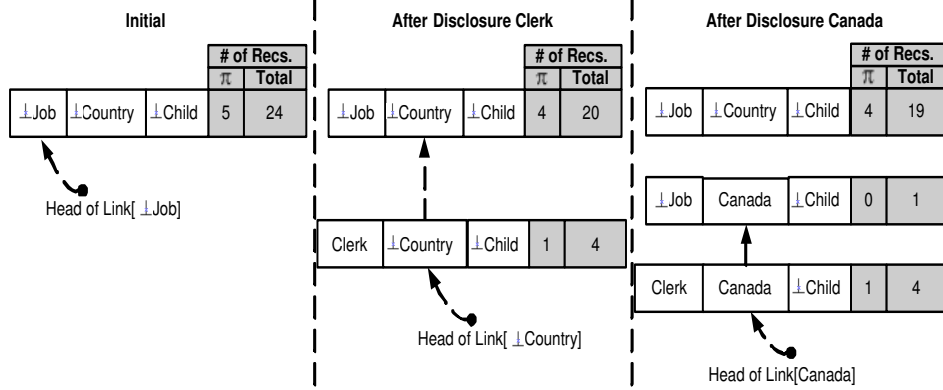 Initial
# of Recs.
π Total
⊥Job ⊥Country ⊥Child 5 24
Head of Link[ ⊥Job]
After Disclosure Clerk
# of Recs.
π Total
⊥Job ⊥Country ⊥Child 4 20
Clerk ⊥Country ⊥Child 1 4
Head of Link[ ⊥Country]
After Disclosure Canada
# of Recs.
π Total
⊥Job ⊥Country ⊥Child 4 19
⊥Job Canada ⊥Child 0 1
Clerk Canada ⊥Child 1 4
Head of Link[Canada]